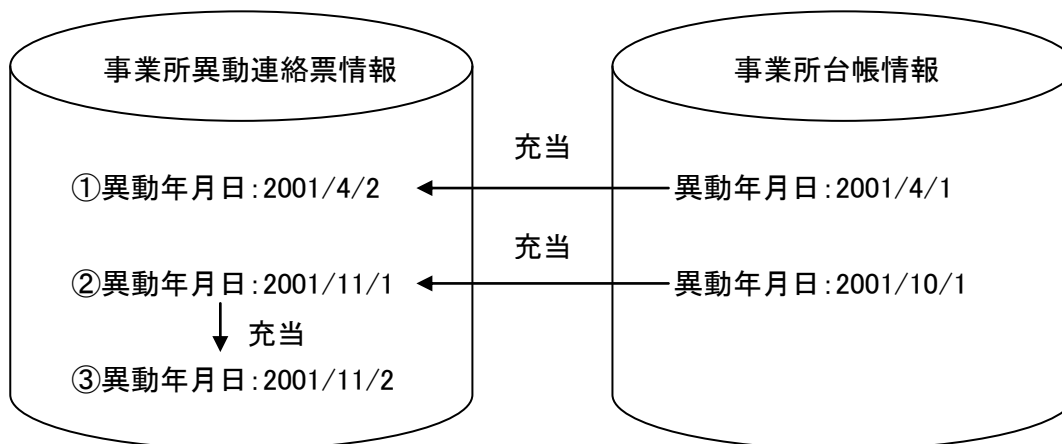 事業所異動連絡票情報
事業所台帳情報
充当
①異動年月日:2001/4/2
異動年月日:2001/4/1
充当
②異動年月日:2001/11/1
異動年月日:2001/10/1
充当
③異動年月日:2001/11/2